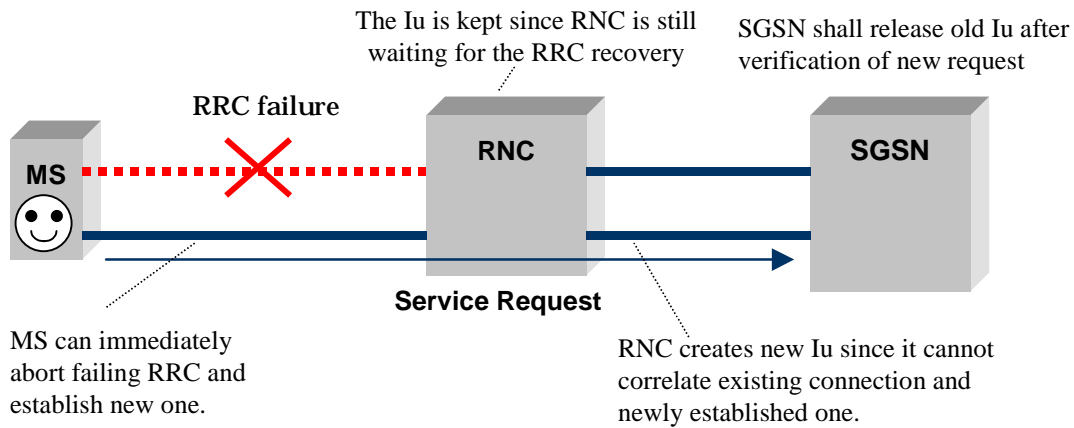 The Iu is kept since RNC is still
waiting for the RRC recovery
SGSN shall release old Iu after
verification of new request
RRC failure
MS
RNC
SGSN
Service Request
MS can immediately
abort failing RRC and
establish new one.
RNC creates new Iu since it cannot
correlate existing connection and
newly established one.